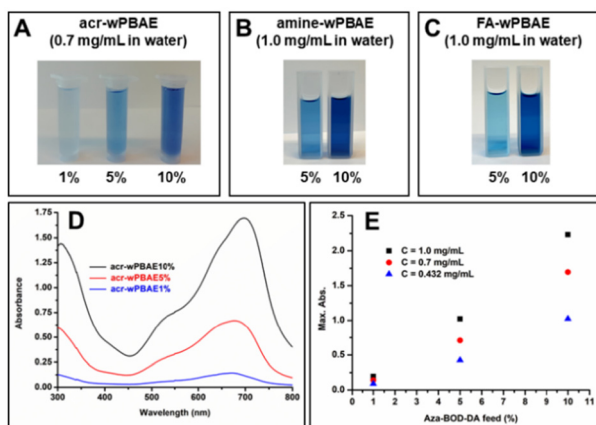 A
acr-wPBAE
(0.7 mg/mL in water)
1% 5% 10%
B
amine-wPBAE
(1.0 mg/mL in water)
5% 10%
C
FA-wPBAE
(1.0 mg/mL in water)
5% 10%
D
acr-wPBAE10%
acr-wPBAE5%
acr-wPBAE1%
Absorbance
1.75
1.50
1.25
1.00
0.75
0.50
0.25
0.00
300 400 500 600 700 800
Wavelength (nm)
E
C = 1.0 mg/mL
C = 0.7 mg/mL
C = 0.432 mg/mL
Max. Abs.
2.5
2.0
1.5
1.0
0.5
0.0
0 1 2 3 4 5 6 7 8 9 10 11
Aza-BOD-DA feed (%)